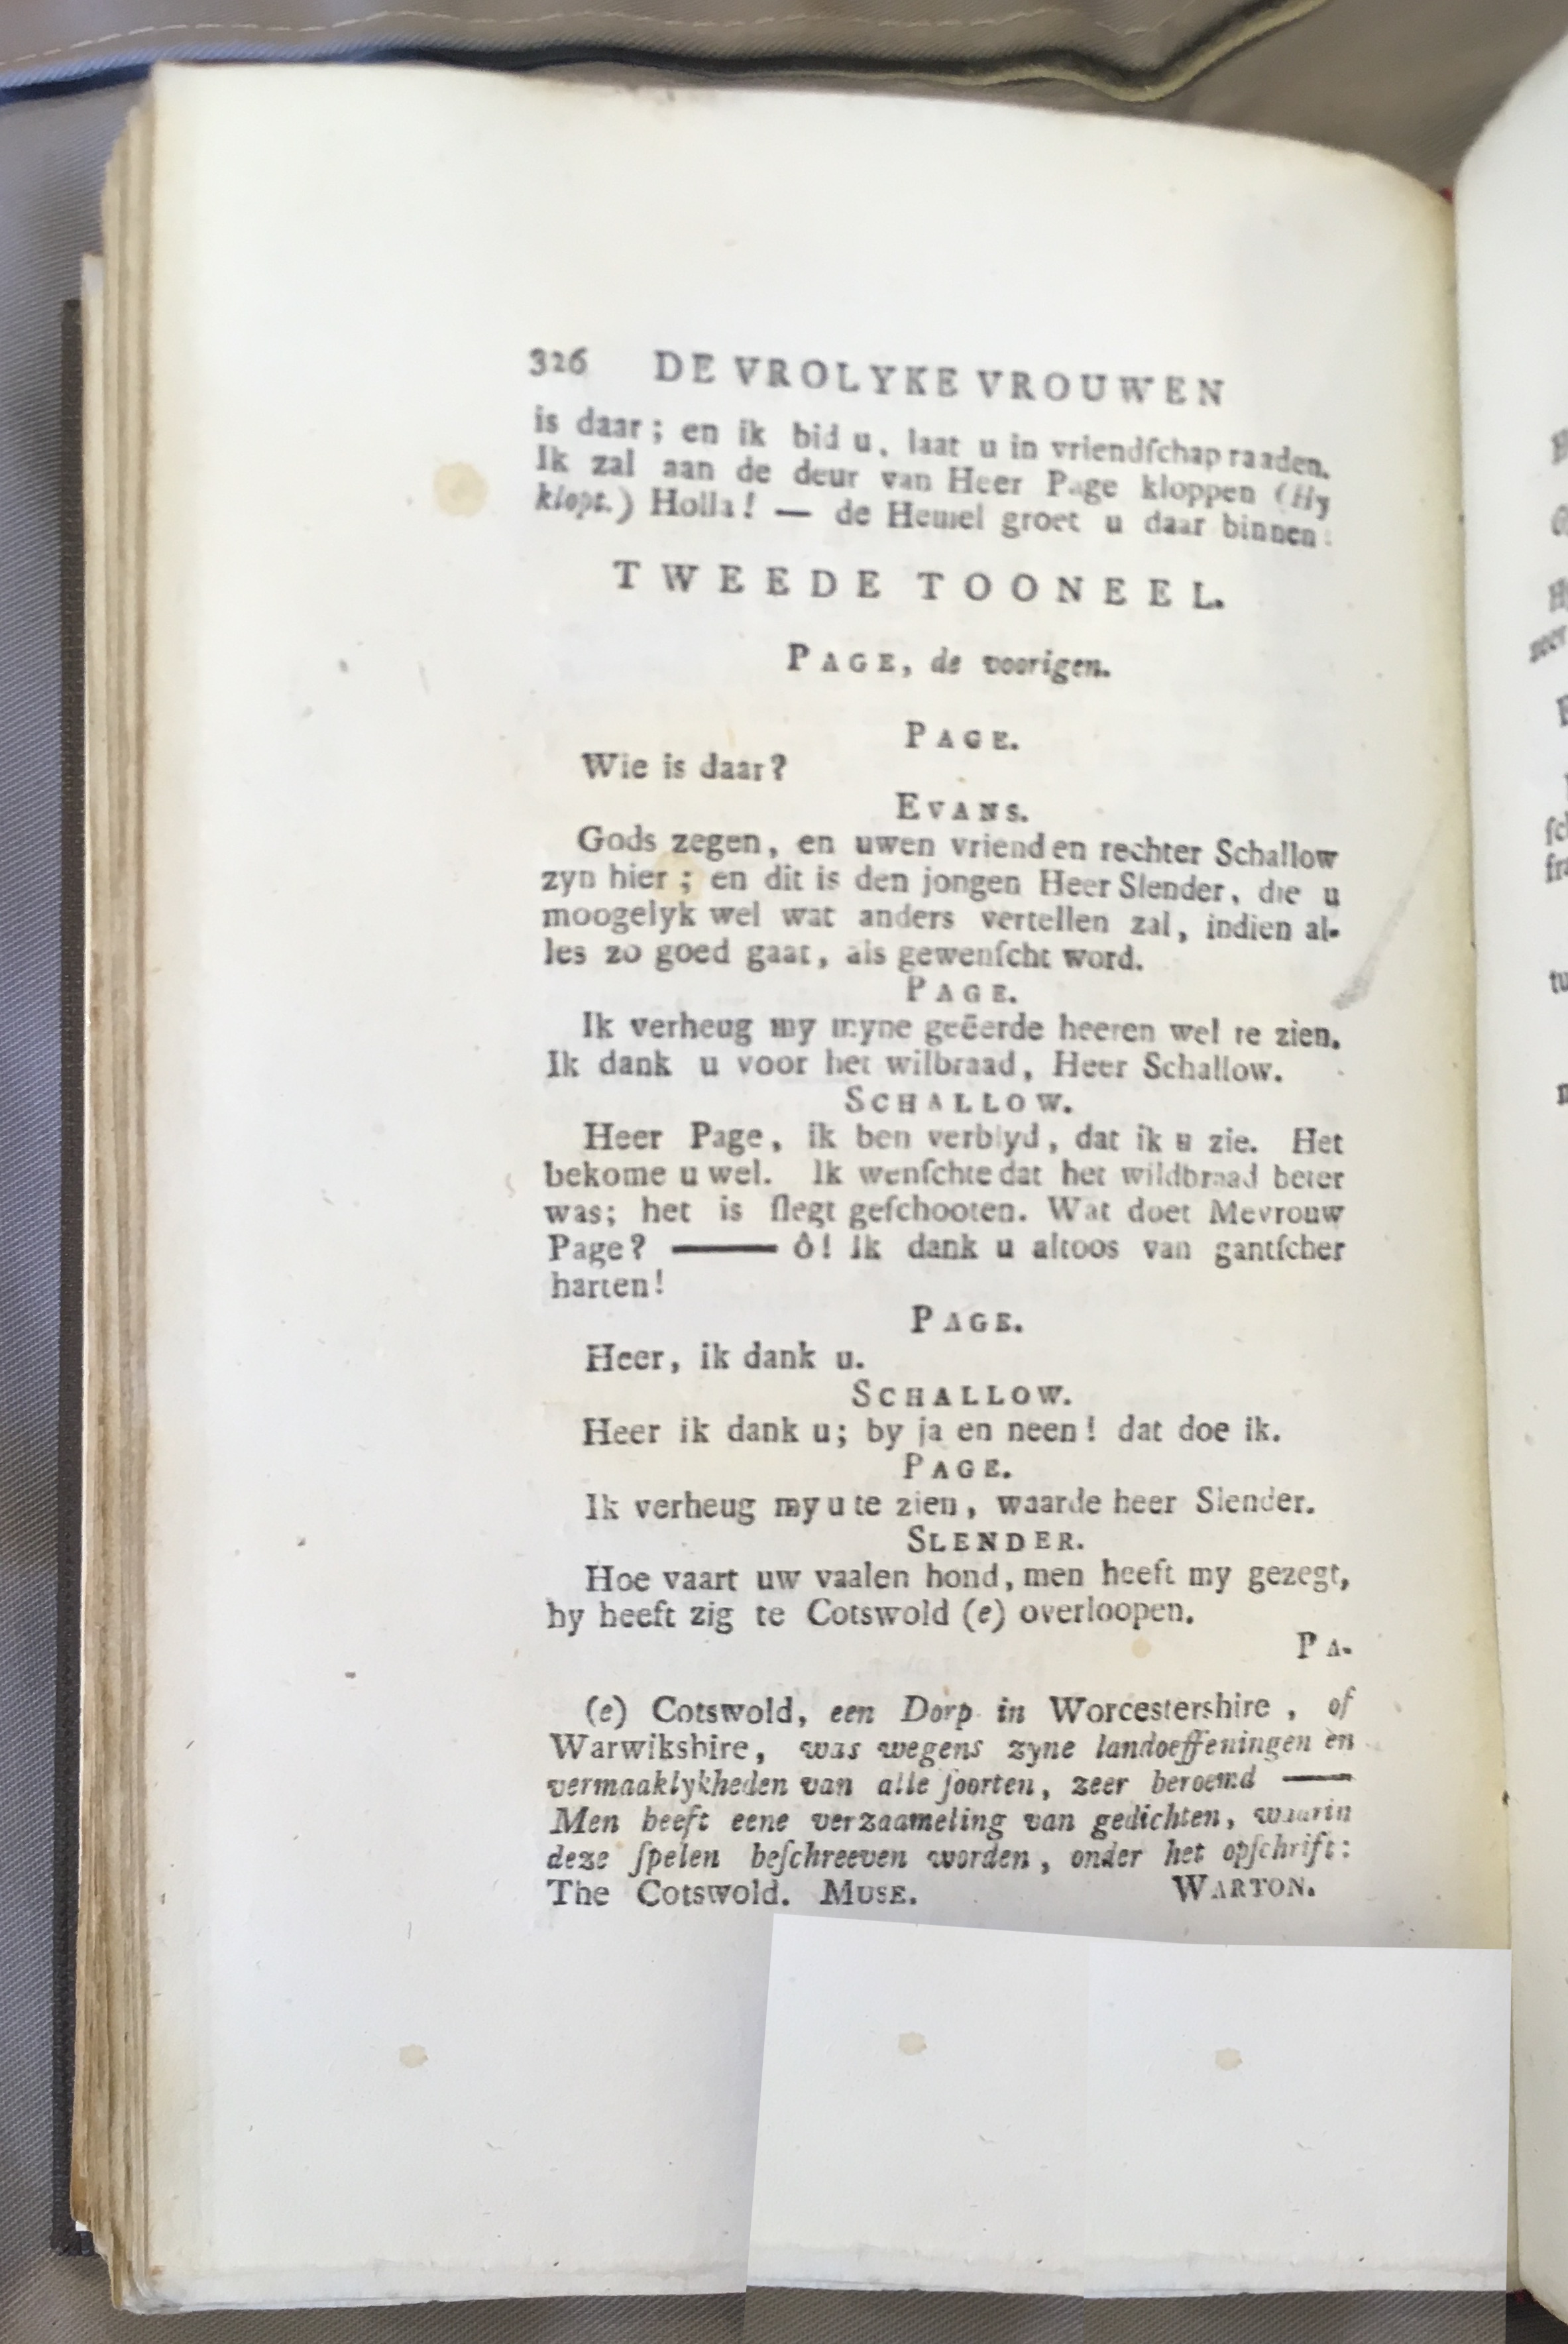 326 DE VROLYKE VROUWEN
is daar; en ik bid u, laat u in vriendſchap raaden.
Ik zal aan de deur van Heer Page kloppen (Hy
klopt.) Holla! — de Hemel groet u daar binnen:
TWEEDE TOONEEL.
PAGE, de voorigen.
PAGE.
Wie is daar?
EVANS.
Gods zegen, en uwen vrienden rechter Schallow
zyn hier; en dit is den jongen Heer Slender, die u
moogelyk wel wat anders vertellen zal, indien al-
les zo goed gaat, als gewenſcht word.
PAGE.
Ik verheug my myne geëerde heeren wel te zien.
Ik dank u voor het wilbraad, Heer Schallow.
SCHALLOW.
Heer Page, ik ben verblyd, dat ik u zie. Het
bekome u wel. Ik wenſchte dat het wildbraad beter
was; het is ſlegt geſchooten. Wat doet Mevrouw
Page? —— ô! Ik dank u altoos van gantſcher
harten!
PAGE.
Heer, ik dank u.
SCHALLOW.
Heer ik dank u; by ja en neen! dat doe ik.
PAGE.
Ik verheug my u te zien, waarde heer Slender.
SLENDER.
Hoe vaart uw vaalen hond, men heeft my gezegt,
hy heeft zig te Cotswold (e) overloopen.
PA-
(e) Cotswold, een Dorp in Worcestershire, of
Warwikshire, was wegens zyne landoeffeningen en
vermaaklykheden van alle ſoorten, zeer beroemd ——
Men heeft eene verzaameling van gedichten, waarin
deze ſpelen beſchreeven worden, onder het opſchrift:
The Cotswold. MUSE. WARTON.